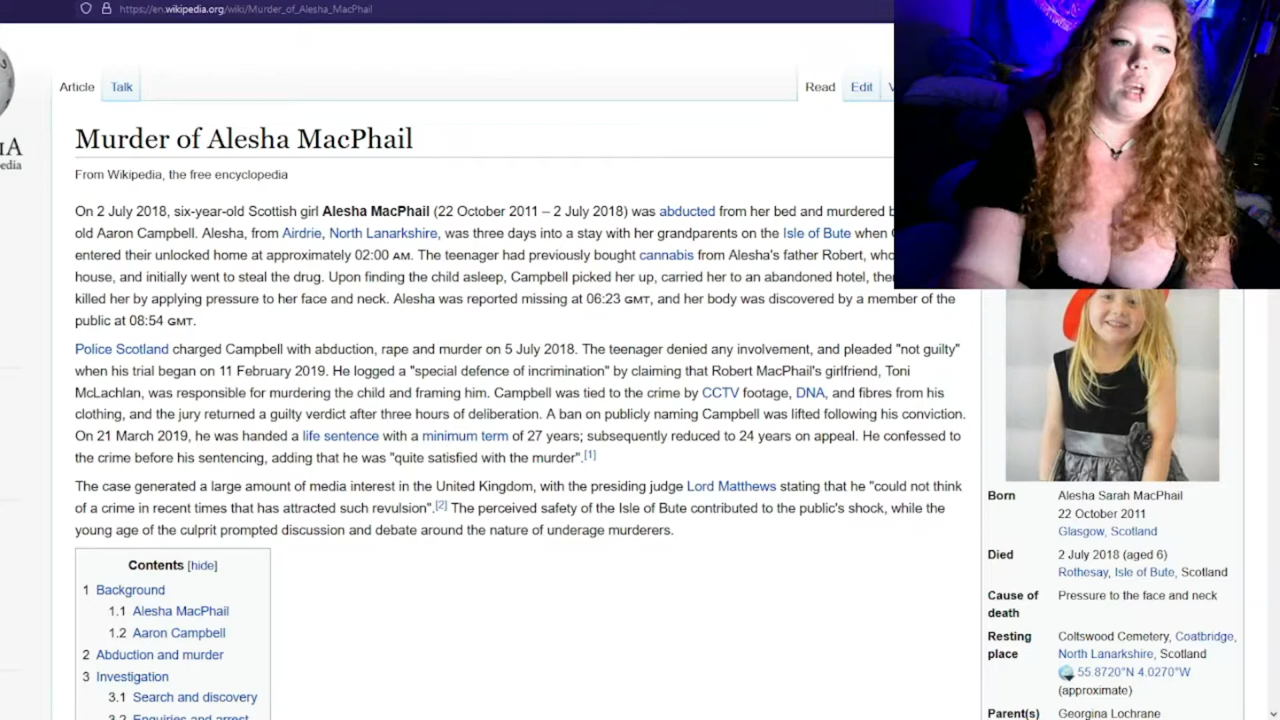 https://en.wikipedia.org/wiki/Murder_of_Alesha_MacPhail
Article Talk Read Edit
IA
edia
Murder of Alesha MacPhail
From Wikipedia, the free encyclopedia
On 2 July 2018, six-year-old Scottish girl Alesha MacPhail (22 October 2011 – 2 July 2018) was abducted from her bed and murdered
old Aaron Campbell. Alesha, from Airdrie, North Lanarkshire, was three days into a stay with her grandparents on the Isle of Bute when
entered their unlocked home at approximately 02:00 AM. The teenager had previously bought cannabis from Alesha's father Robert,
house, and initially went to steal the drug. Upon finding the child asleep, Campbell picked her up, carried her to an abandoned hotel,
killed her by applying pressure to her face and neck. Alesha was reported missing at 06:23 GMT, and her body was discovered by a member of the
public at 08:54 GMT.
Police Scotland charged Campbell with abduction, rape and murder on 5 July 2018. The teenager denied any involvement, and pleaded "not guilty"
when his trial began on 11 February 2019. He logged a "special defence of incrimination" by claiming that Robert MacPhail's girlfriend, Toni
McLachlan, was responsible for murdering the child and framing him. Campbell was tied to the crime by CCTV footage, DNA, and fibres from his
clothing, and the jury returned a guilty verdict after three hours of deliberation. A ban on publicly naming Campbell was lifted following his conviction.
On 21 March 2019, he was handed a life sentence with a minimum term of 27 years; subsequently reduced to 24 years on appeal. He confessed to
the crime before his sentencing, adding that he was "quite satisfied with the murder".[1]
The case generated a large amount of media interest in the United Kingdom, with the presiding judge Lord Matthews stating that he "could not think
of a crime in recent times that has attracted such revulsion".[2] The perceived safety of the Isle of Bute contributed to the public's shock, while the
young age of the culprit prompted discussion and debate around the nature of underage murderers.
Contents [hide]
1 Background
1.1 Alesha MacPhail
1.2 Aaron Campbell
2 Abduction and murder
3 Investigation
3.1 Search and discovery
3.2 Enquiries and arrest
Born Alesha Sarah MacPhail
22 October 2011
Glasgow, Scotland
Died 2 July 2018 (aged 6)
Rothesay, Isle of Bute, Scotland
Cause of Pressure to the face and neck
death
Resting Coltswood Cemetery, Coatbridge,
place North Lanarkshire, Scotland
55.8720°N 4.0270°W
(approximate)
Parent(s) Georgina Lochrane